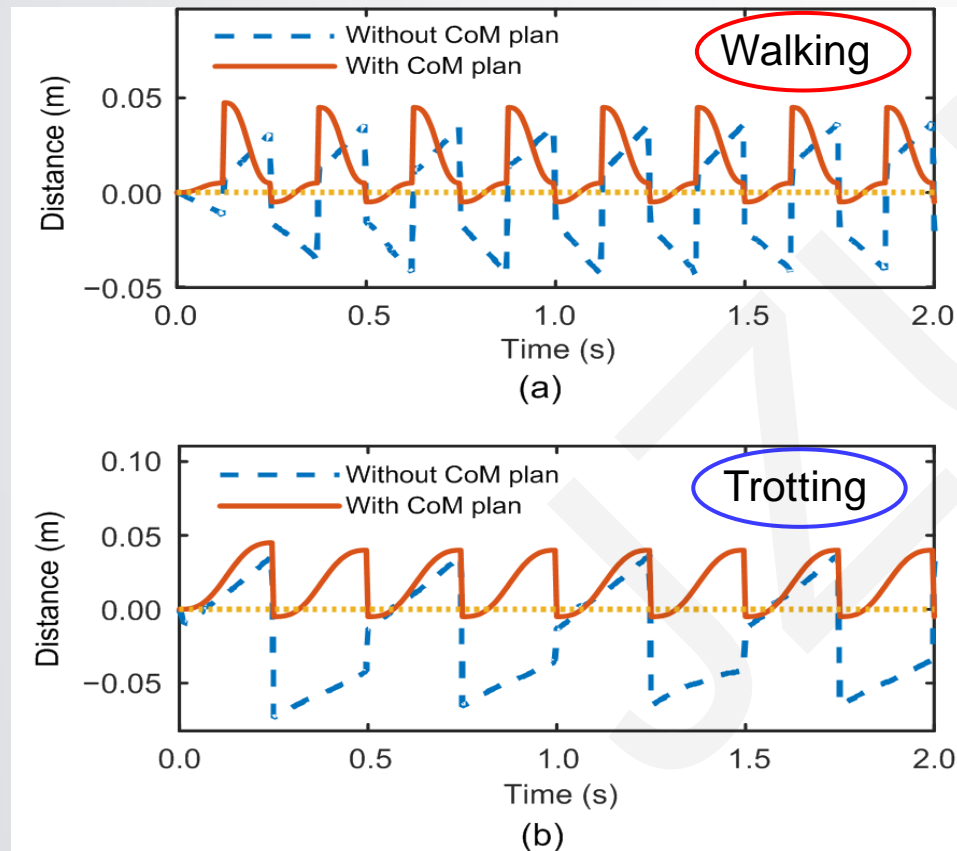 Without CoM plan
With CoM plan
Walking
Distance (m)
0.05
0.00
−0.05
0.0 0.5 1.0 1.5 2.0
Time (s)
(a)
0.10
Without CoM plan
With CoM plan
Trotting
Distance (m)
0.05
0.00
−0.05
0.0 0.5 1.0 1.5 2.0
Time (s)
(b)